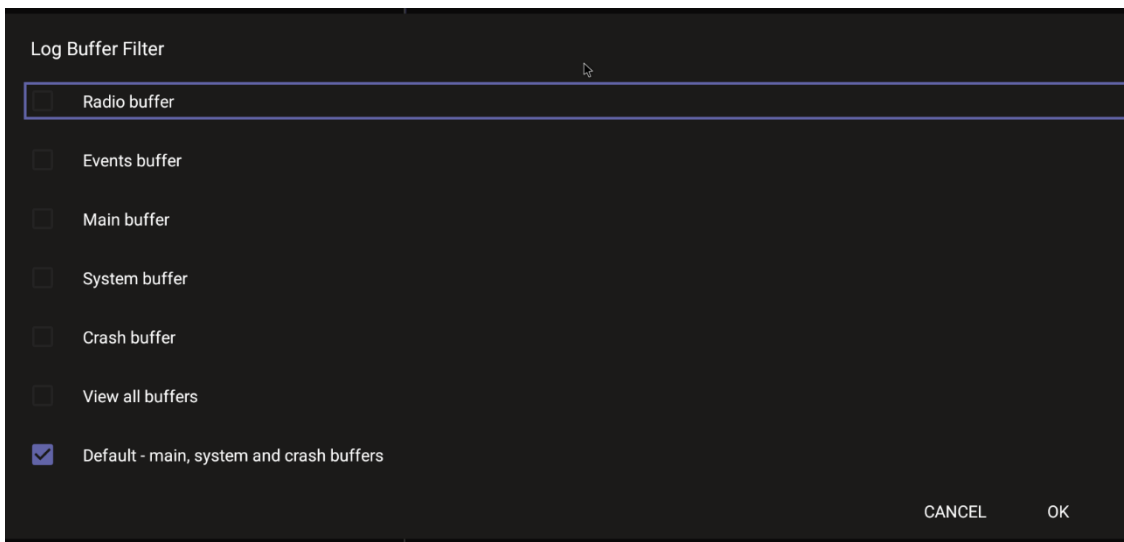 Log Buffer Filter
Radio buffer
Events buffer
Main buffer
System buffer
Crash buffer
View all buffers
Default - main, system and crash buffers
CANCEL OK